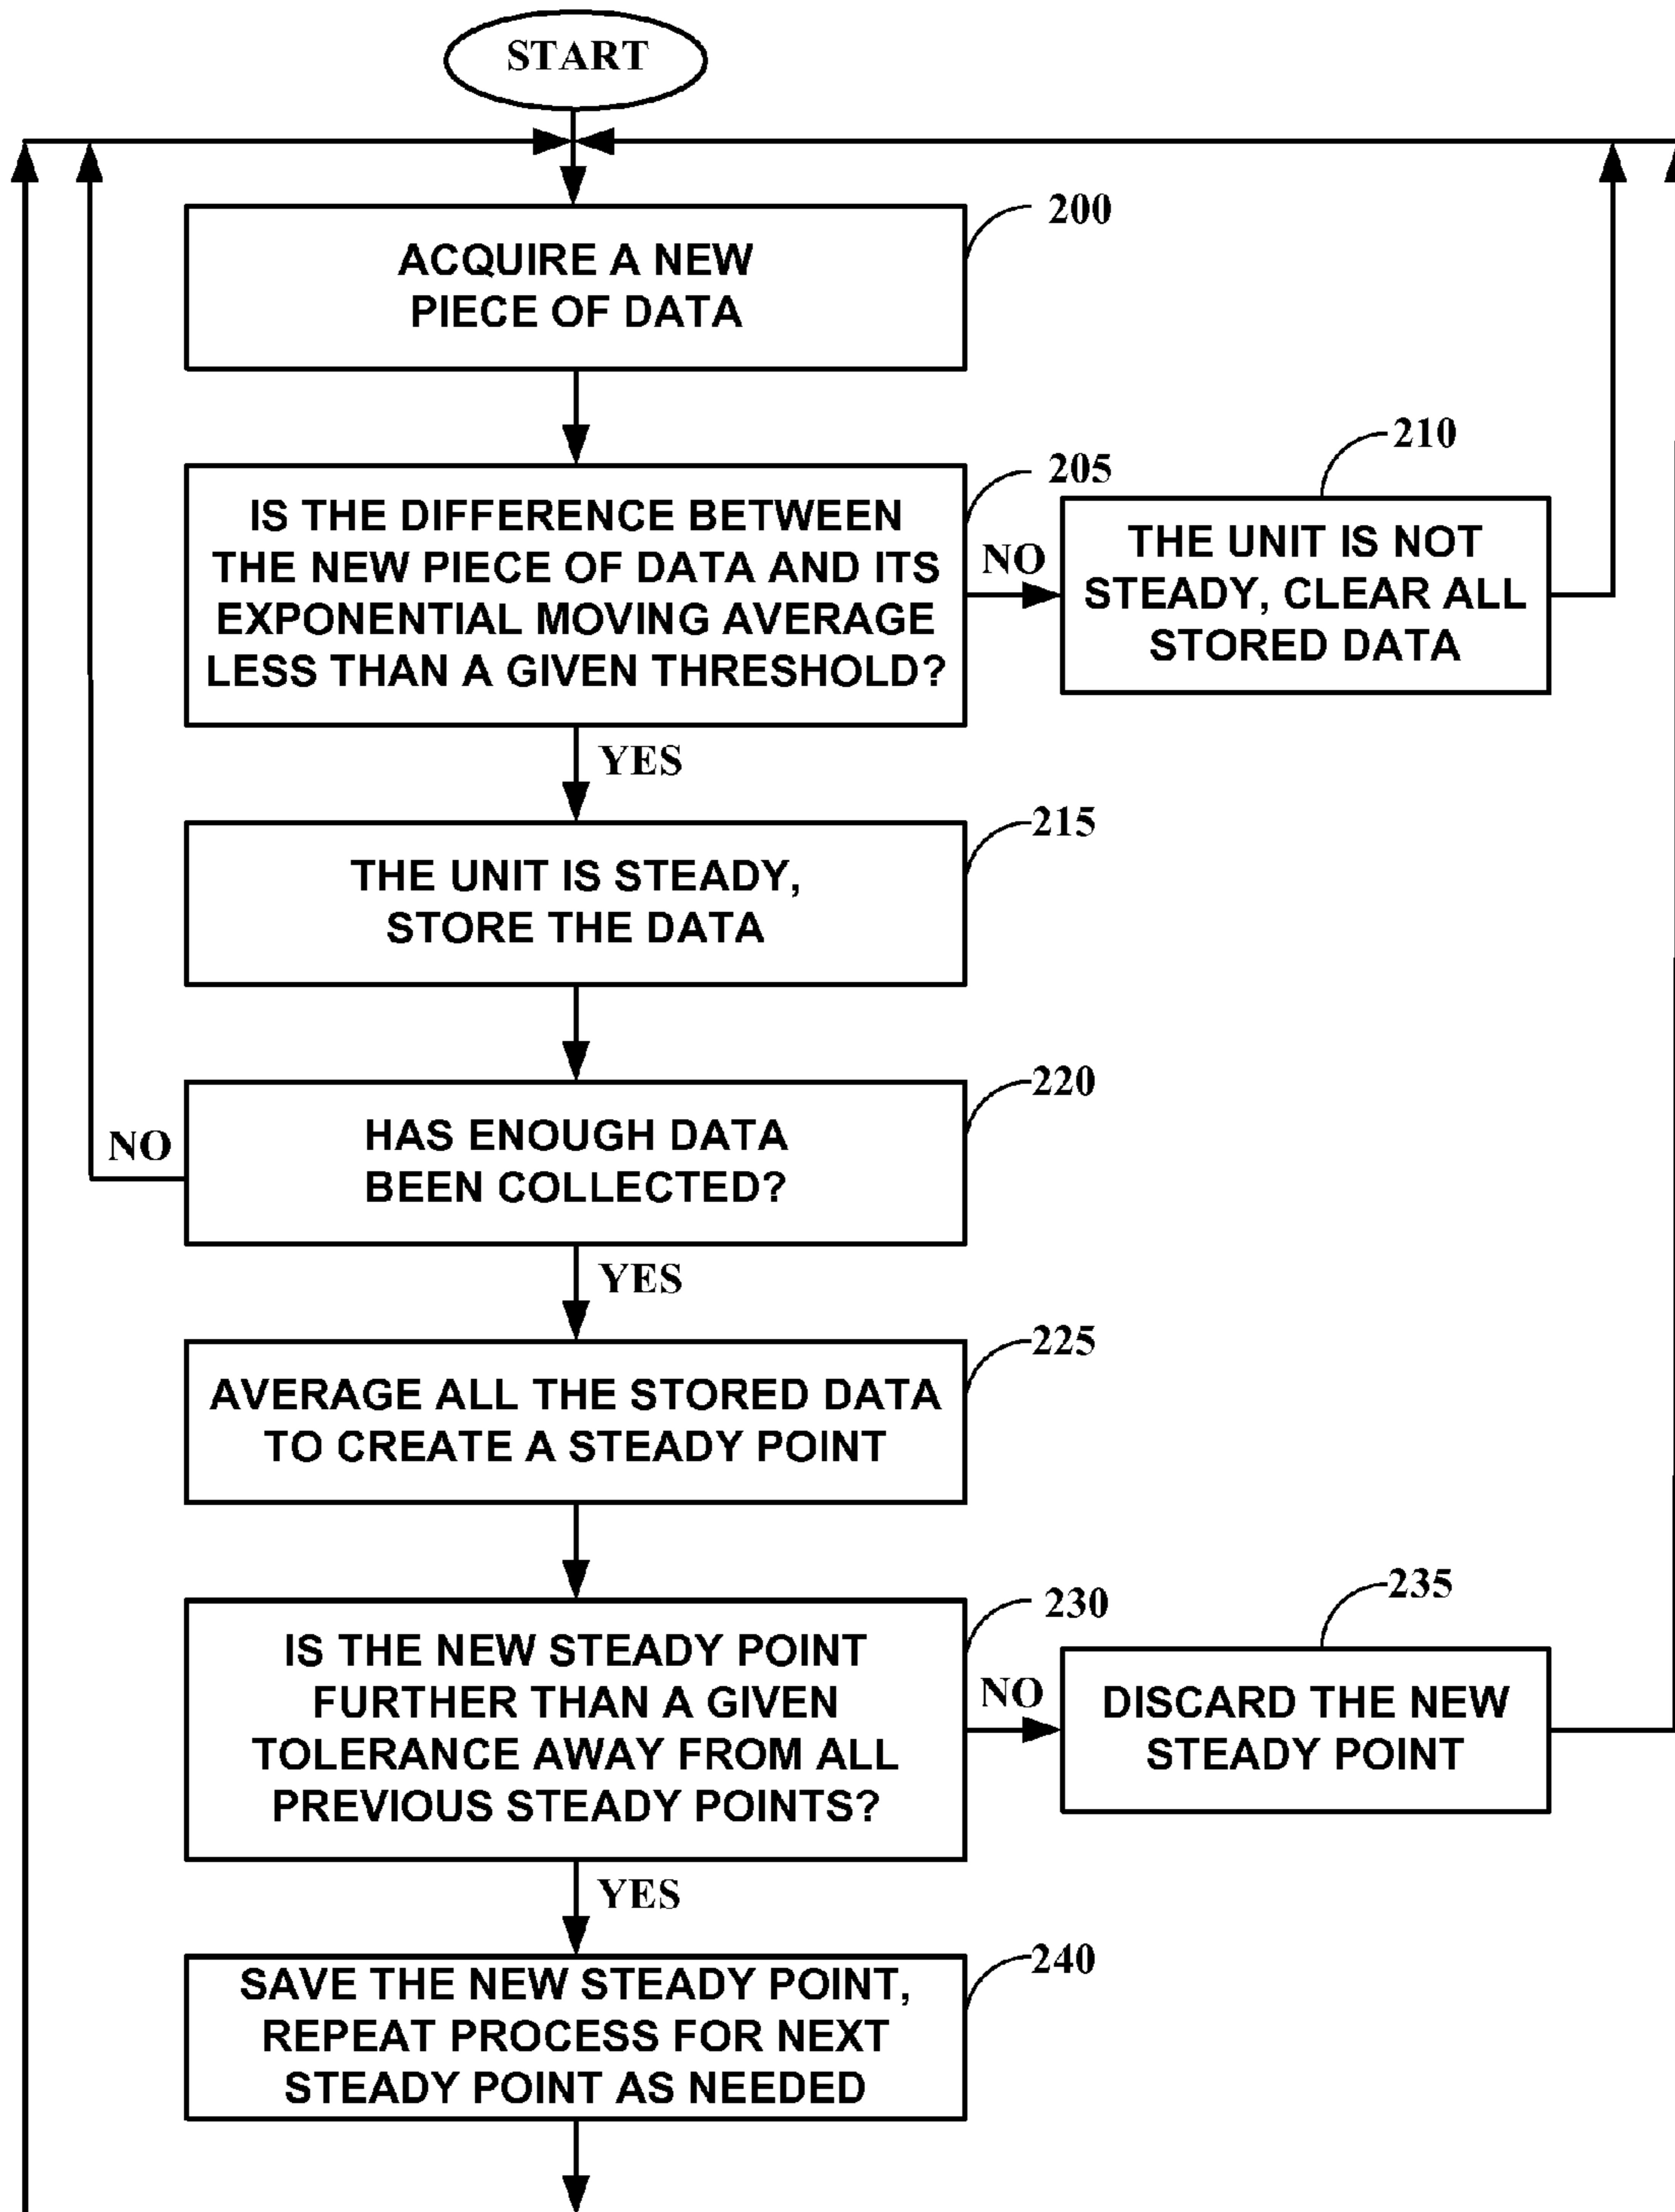 START
200
ACQUIRE A NEW
PIECE OF DATA
205
IS THE DIFFERENCE BETWEEN
THE NEW PIECE OF DATA AND ITS
EXPONENTIAL MOVING AVERAGE
LESS THAN A GIVEN THRESHOLD?
NO
210
THE UNIT IS NOT
STEADY, CLEAR ALL
STORED DATA
YES
215
THE UNIT IS STEADY,
STORE THE DATA
220
HAS ENOUGH DATA
BEEN COLLECTED?
NO
YES
225
AVERAGE ALL THE STORED DATA
TO CREATE A STEADY POINT
230
IS THE NEW STEADY POINT
FURTHER THAN A GIVEN
TOLERANCE AWAY FROM ALL
PREVIOUS STEADY POINTS?
NO
235
DISCARD THE NEW
STEADY POINT
YES
240
SAVE THE NEW STEADY POINT,
REPEAT PROCESS FOR NEXT
STEADY POINT AS NEEDED